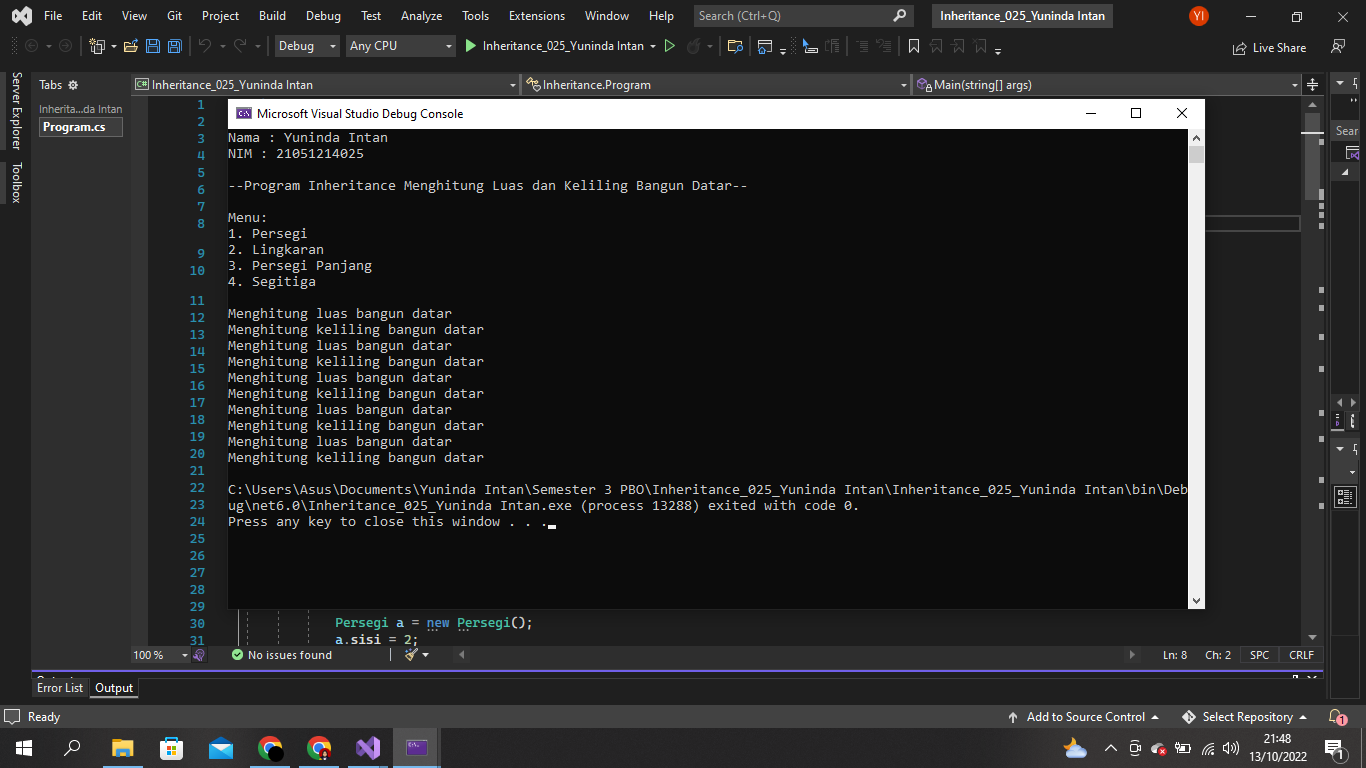 File Edit View Git Project Build Debug Test Analyze Tools Extensions Window Help Search (Ctrl+Q) Inheritance_025_Yuninda Intan YI
Debug Any CPU Inheritance_025_Yuninda Intan Live Share
Server Explorer
Toolbox
Tabs
Inherita...da Intan
Program.cs
C# Inheritance_025_Yuninda Intan Inheritance.Program Main(string[] args)
Sear
1
2
3
4
5
6
7
8
9
10
11
12
13
14
15
16
17
18
19
20
21
22
23
24
25
26
27
28
29
30
31
Microsoft Visual Studio Debug Console
Nama : Yuninda Intan
NIM : 21051214025
--Program Inheritance Menghitung Luas dan Keliling Bangun Datar--
Menu:
1. Persegi
2. Lingkaran
3. Persegi Panjang
4. Segitiga
Menghitung luas bangun datar
Menghitung keliling bangun datar
Menghitung luas bangun datar
Menghitung keliling bangun datar
Menghitung luas bangun datar
Menghitung keliling bangun datar
Menghitung luas bangun datar
Menghitung keliling bangun datar
Menghitung luas bangun datar
Menghitung keliling bangun datar
C:\Users\Asus\Documents\Yuninda Intan\Semester 3 PBO\Inheritance_025_Yuninda Intan\Inheritance_025_Yuninda Intan\bin\Deb
ug\net6.0\Inheritance_025_Yuninda Intan.exe (process 13288) exited with code 0.
Press any key to close this window . . .
Persegi a = new Persegi();
a.sisi = 2;
100 % No issues found Ln: 8 Ch: 2 SPC CRLF
Error List Output
Ready Add to Source Control Select Repository 1
21:48
13/10/2022
1